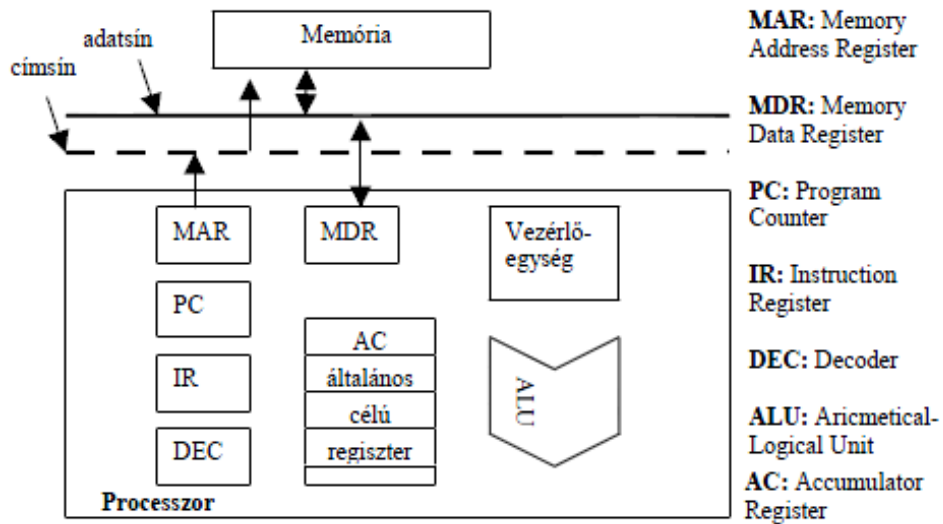 Memória
adatsín
címsín
MAR
MDR
Vezérlő-
egység
PC
IR
DEC
AC
általános
célú
regiszter
ALU
Processzor
MAR: Memory
Address Register
MDR: Memory
Data Register
PC: Program
Counter
IR: Instruction
Register
DEC: Decoder
ALU: Aricmetical-
Logical Unit
AC: Accumulator
Register